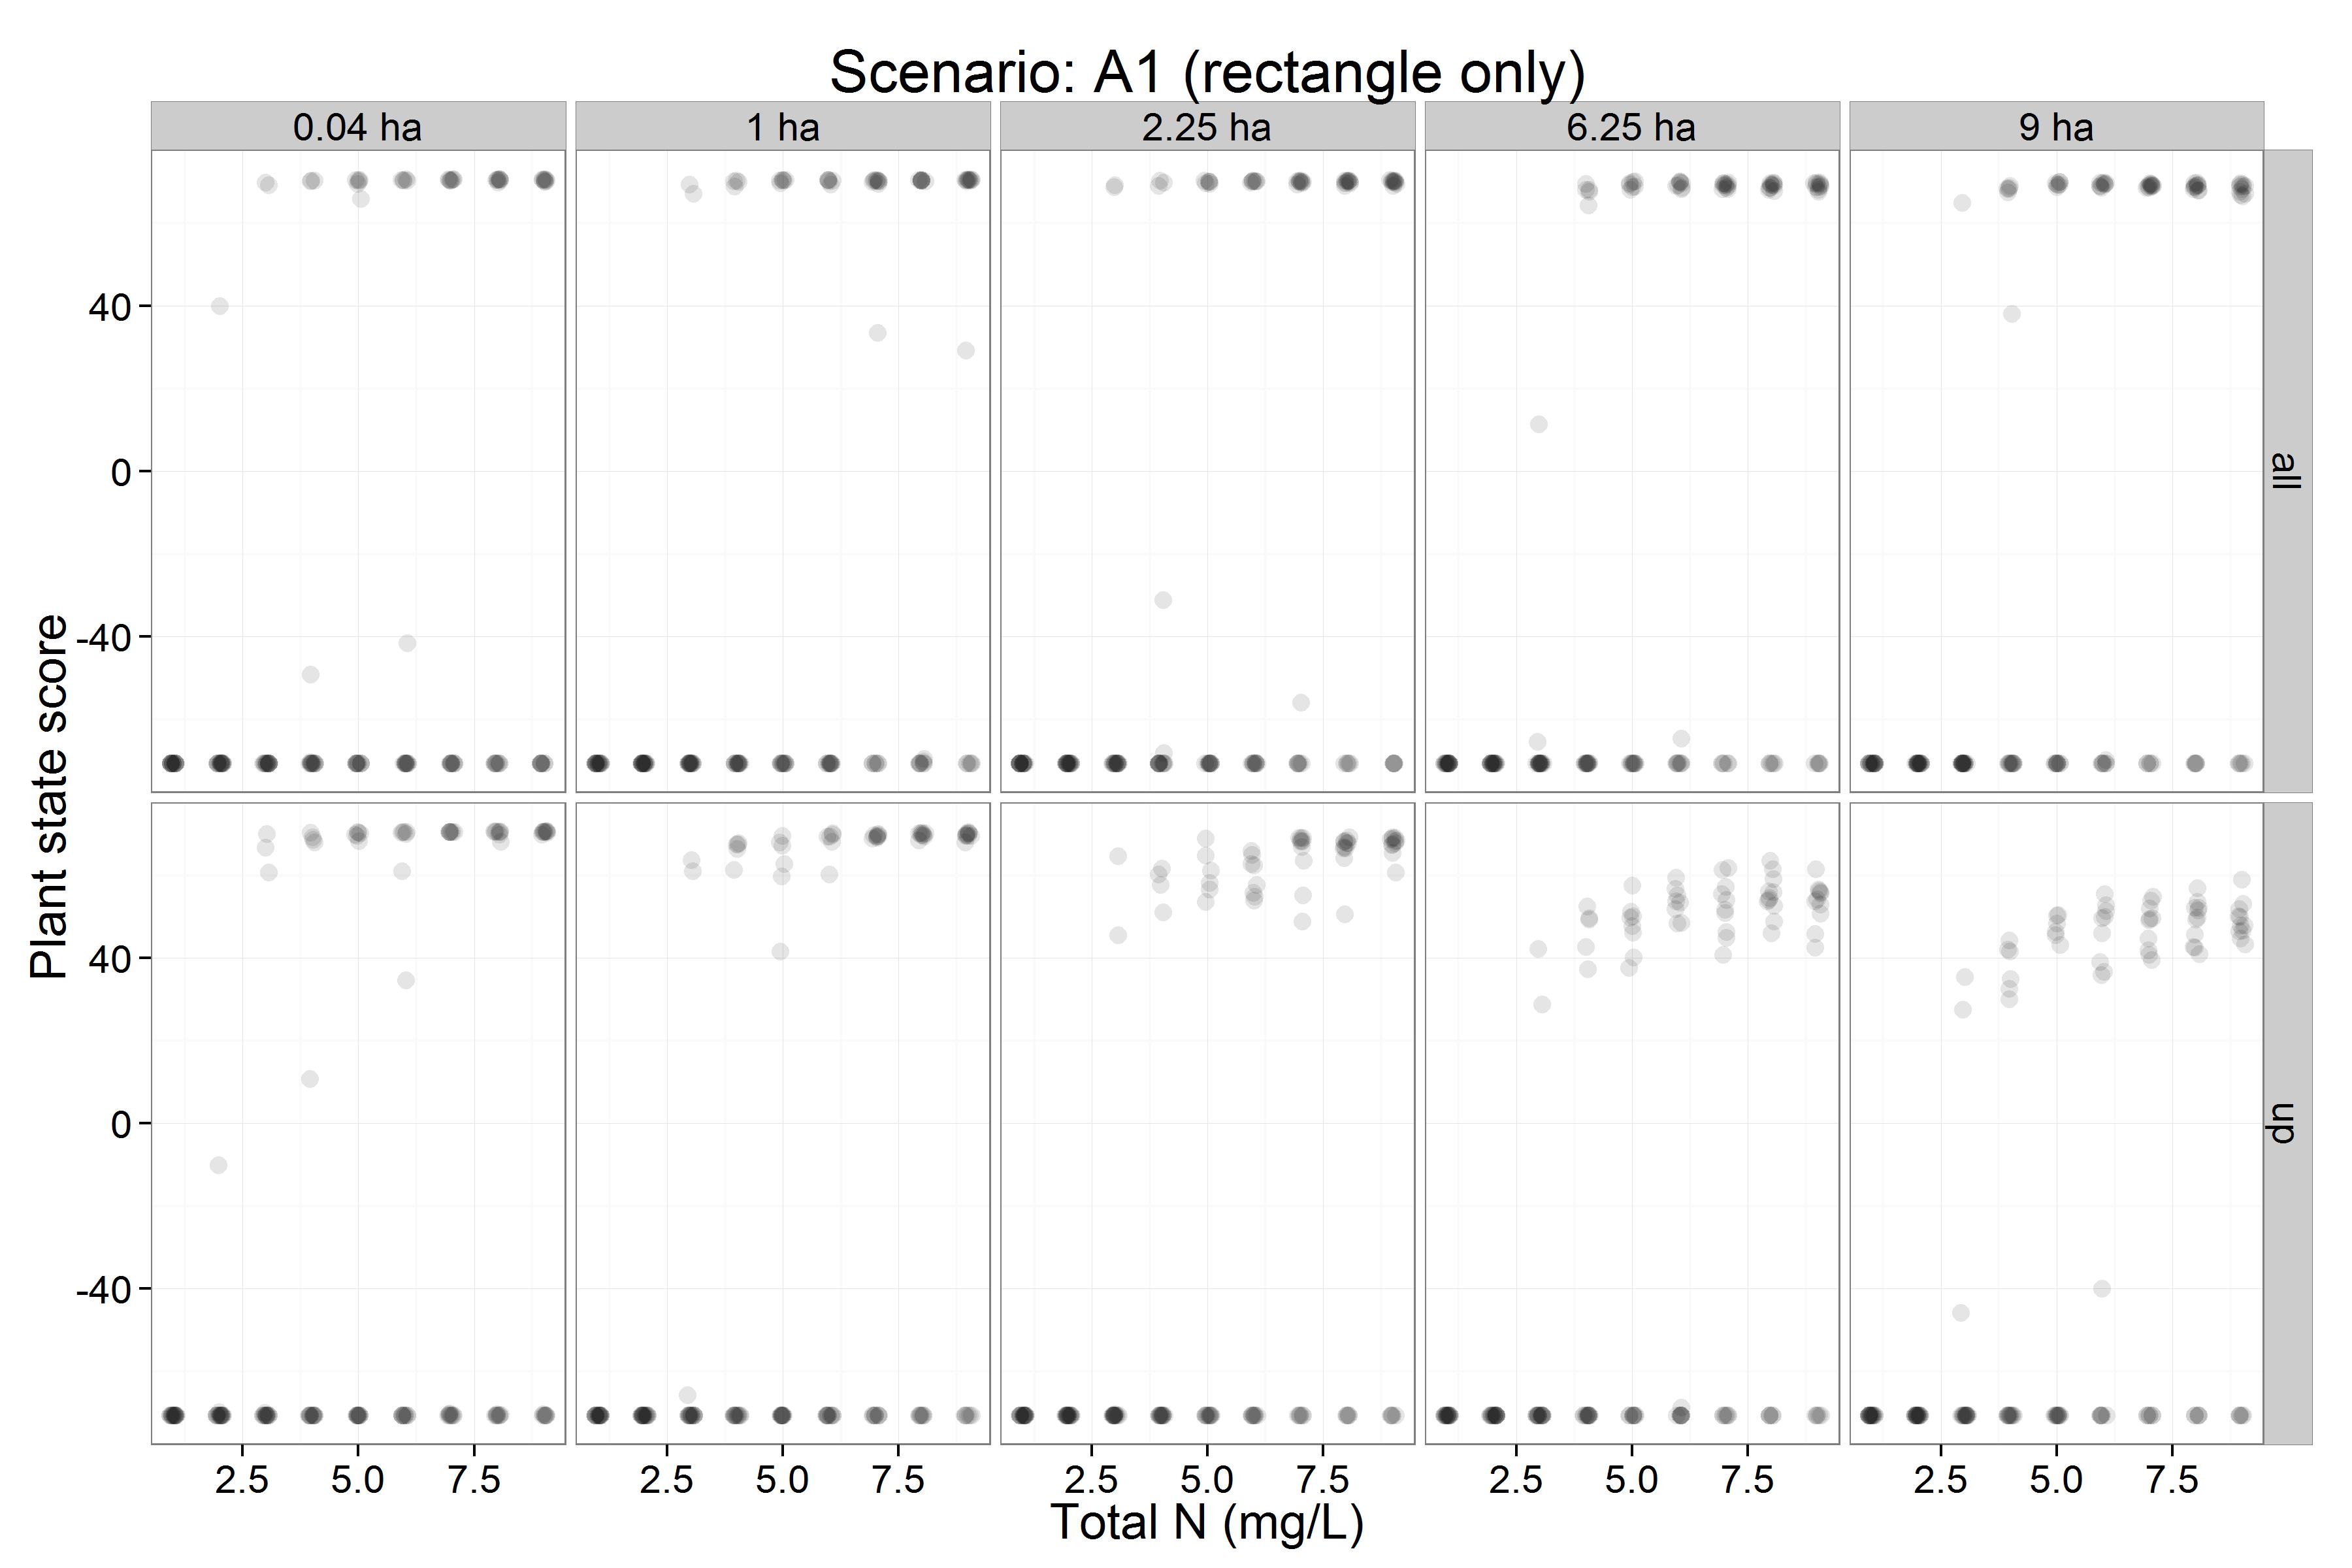 Scenario: A1 (rectangle only)
0.04 ha 1 ha 2.25 ha 6.25 ha 9 ha
40
0
-40
all
Plant state score
40
0
-40
up
2.5 5.0 7.5 2.5 5.0 7.5 2.5 5.0 7.5 2.5 5.0 7.5 2.5 5.0 7.5
Total N (mg/L)